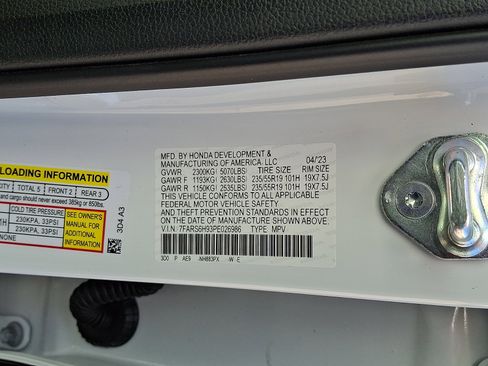 LOADING INFORMATION
CITY TOTAL 5 FRONT 2 REAR 3
and cargo should never exceed 385kg or 850lbs.
COLD TIRE PRESSURE
230KPA, 33PSI
230KPA, 33PSI
NONE
SEE OWNER'S
MANUAL FOR
ADDITIONAL
INFORMATION
3D4 A3
MFD. BY HONDA DEVELOPMENT & 04/23
MANUFACTURING OF AMERICA, LLC
GVWR 2300KG( 5070LBS) TIRE SIZE RIM SIZE
GAWR F 1193KG( 2630LBS) 235/55R19 101H 19X7.5J
GAWR R 1150KG( 2535LBS) 235/55R19 101H 19X7.5J
THIS VEHICLE CONFORMS TO ALL APPLICABLE
FEDERAL MOTOR VEHICLE SAFETY
AND THEFT PREVENTION STANDARDS IN EFFECT
ON THE DATE OF MANUFACTURE SHOWN ABOVE.
V.I.N.: 7FARS6H93PE026986 TYPE: MPV
3D0 P AE9 -NH883PX -W -E